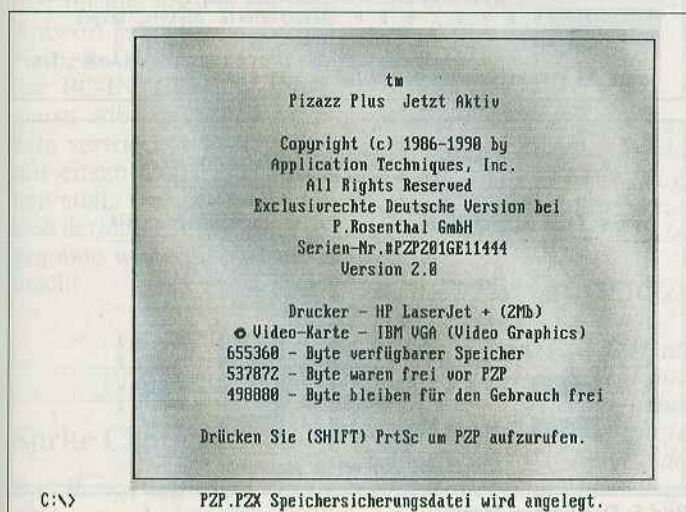 tm
Pizazz Plus Jetzt Aktiv
Copyright (c) 1986-1990 by
Application Techniques, Inc.
All Rights Reserved
Exclusivrechte Deutsche Version bei
P.Rosenthal GmbH
Serien-Nr.#PZP201GE11444
Version 2.0
Drucker - HP LaserJet + (2Mb)
Video-Karte - IBM VGA (Video Graphics)
655360 - Byte verfügbarer Speicher
537872 - Byte waren frei vor PZP
498880 - Byte bleiben für den Gebrauch frei
Drücken Sie (SHIFT) PrtSc um PZP aufzurufen.
C:\> PZP.PZX Speichersicherungsdatei wird angelegt.